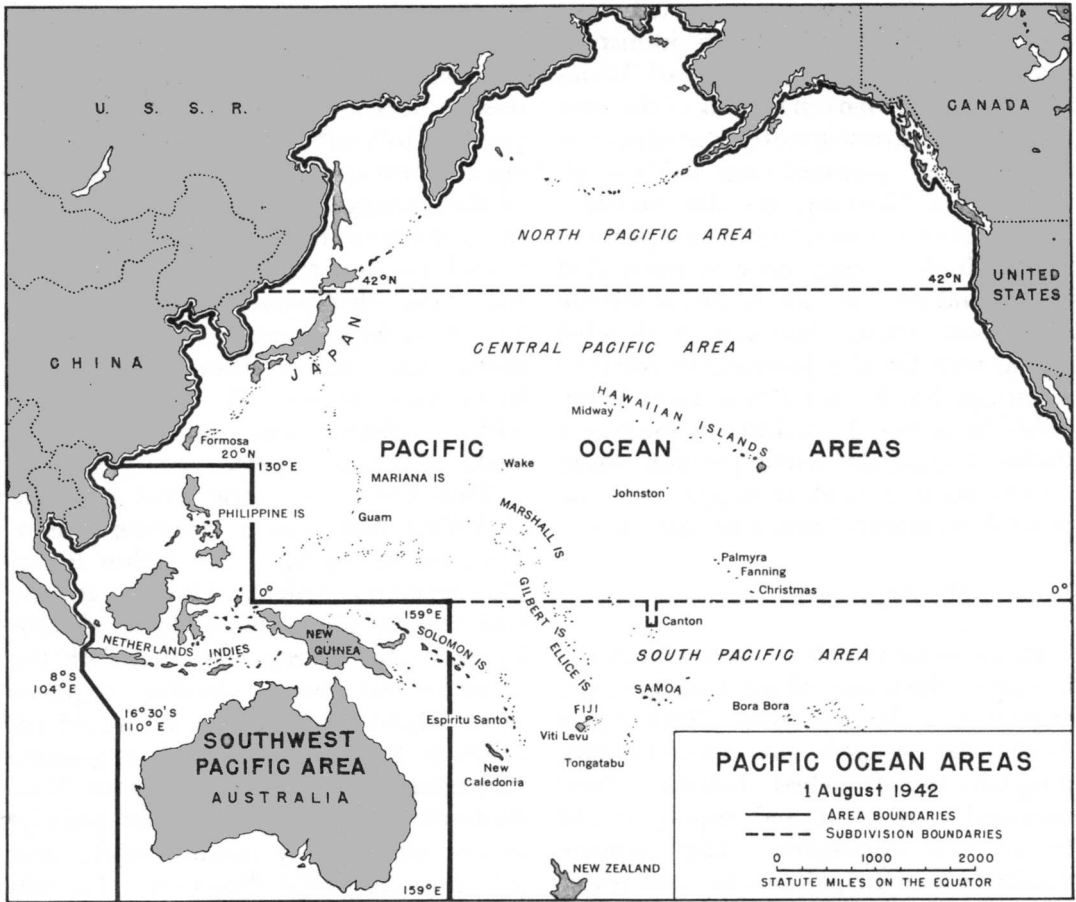 U. S. S. R.
CANADA
NORTH PACIFIC AREA
42°N
42°N
UNITED
STATES
JAPAN
CENTRAL PACIFIC AREA
CHINA
HAWAIIAN ISLANDS
Midway
Formosa
PACIFIC OCEAN AREAS
20°N
130°E
Wake
MARIANA IS
Johnston
PHILIPPINE IS
Guam
MARSHALL IS
Palmyra
Fanning
Christmas
0°
0°
159°E
GILBERT IS
Canton
NEW
GUINEA
SOLOMON IS
NETHERLANDS INDIES
ELLICE IS
SOUTH PACIFIC AREA
8°S
104°E
SAMOA
16°30'S
110°E
Espiritu Santo
FIJI
Bora Bora
Viti Levu
SOUTHWEST
PACIFIC AREA
AUSTRALIA
New
Caledonia
Tongatabu
PACIFIC OCEAN AREAS
1 August 1942
AREA BOUNDARIES
SUBDIVISION BOUNDARIES
0 1000 2000
STATUTE MILES ON THE EQUATOR
NEW ZEALAND
159°E